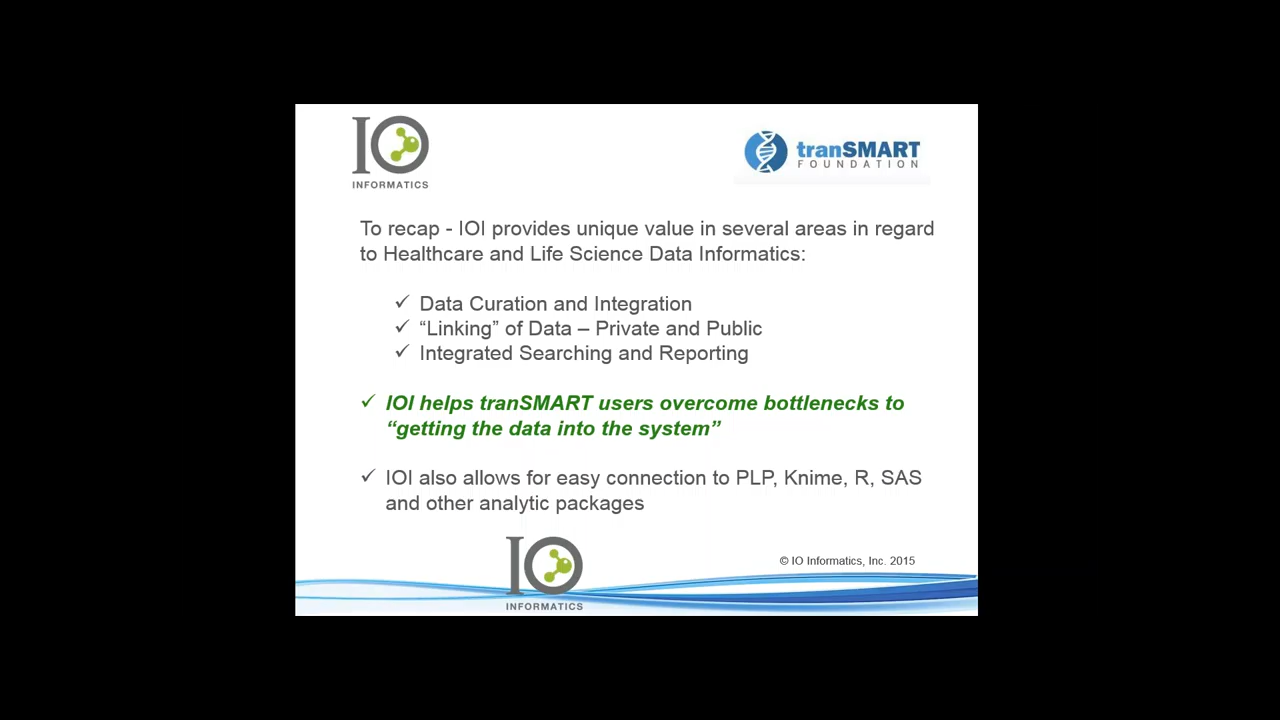 IO
INFORMATICS
tranSMART
FOUNDATION
To recap - IOI provides unique value in several areas in regard
to Healthcare and Life Science Data Informatics:
✓ Data Curation and Integration
✓ “Linking” of Data – Private and Public
✓ Integrated Searching and Reporting
✓ IOI helps tranSMART users overcome bottlenecks to
“getting the data into the system”
✓ IOI also allows for easy connection to PLP, Knime, R, SAS
and other analytic packages
IO
INFORMATICS
© IO Informatics, Inc. 2015